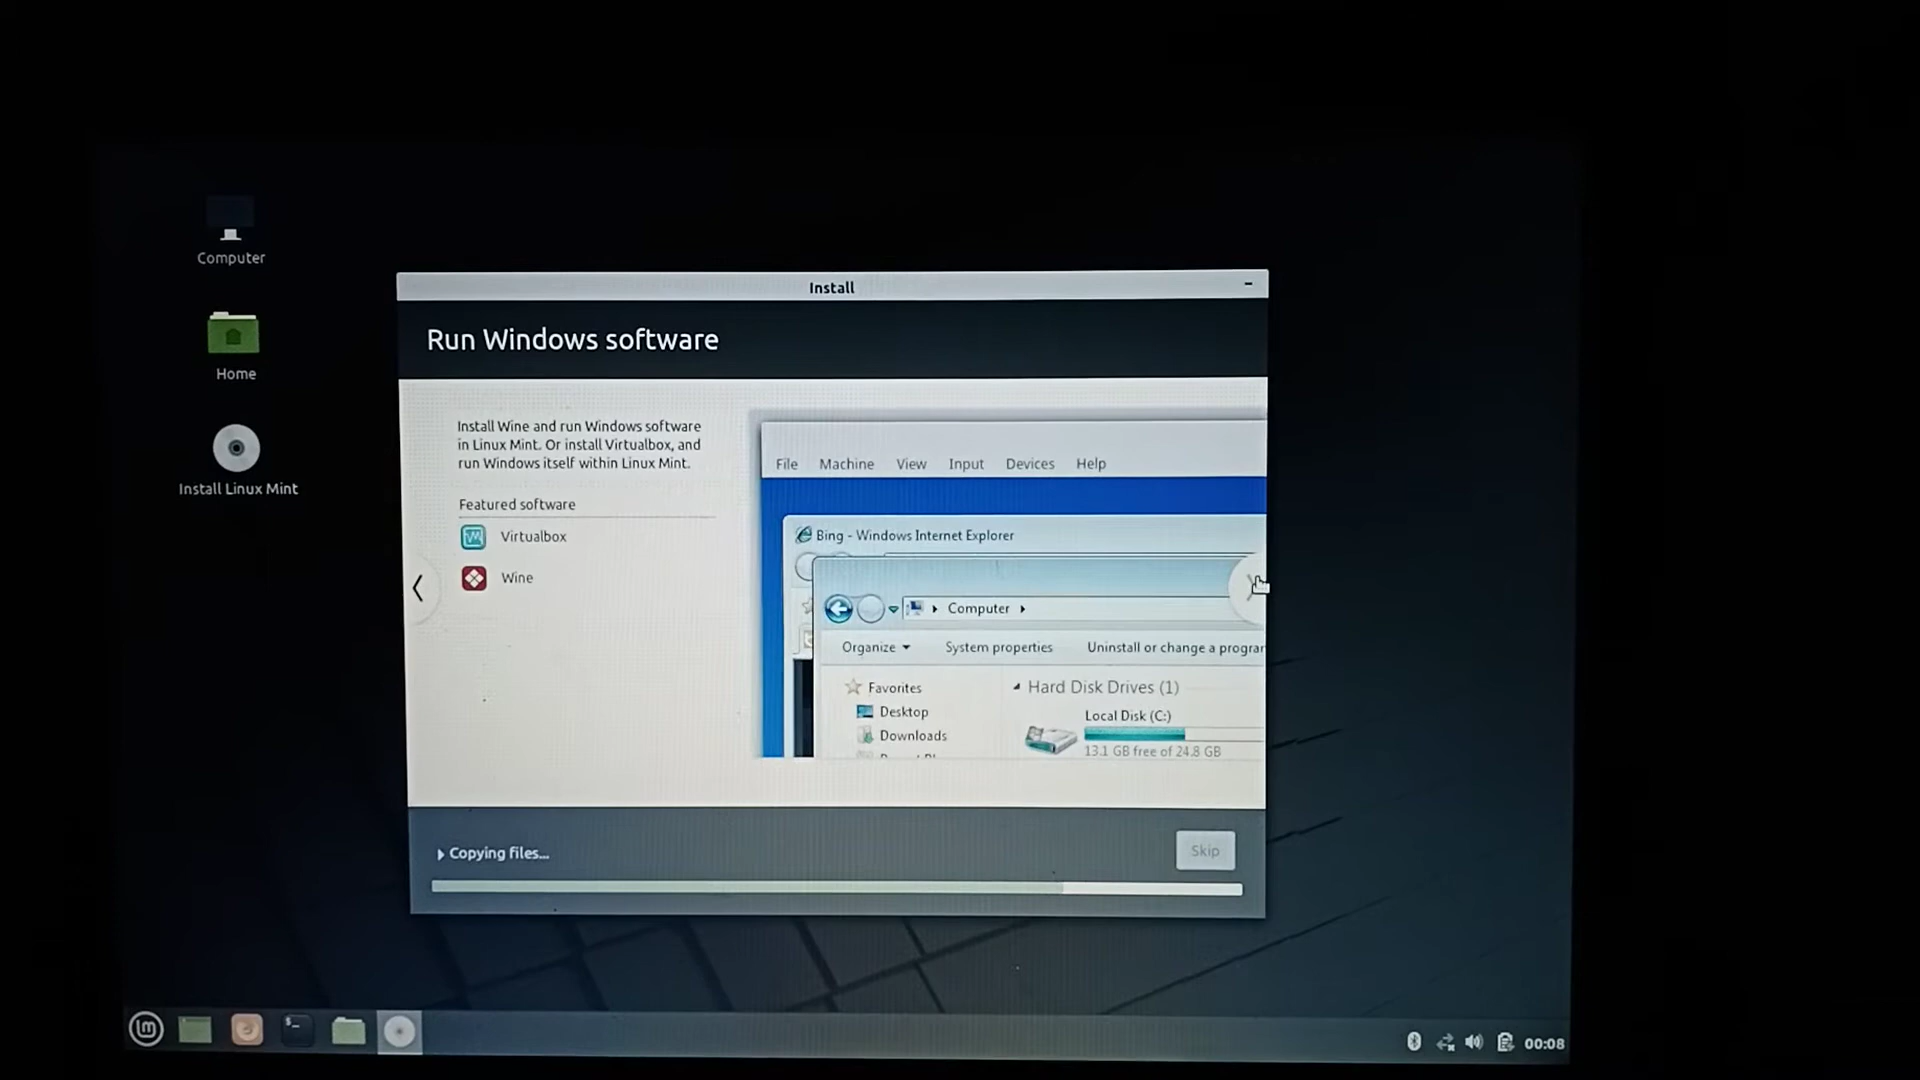 Computer
Home
Install Linux Mint
Install
Run Windows software
Install Wine and run Windows software
in Linux Mint. Or install Virtualbox, and
run Windows itself within Linux Mint.
Featured software
Virtualbox
Wine
File Machine View Input Devices Help
Bing - Windows Internet Explorer
Computer
Organize System properties Uninstall or change a program
Favorites
Desktop
Downloads
Hard Disk Drives (1)
Local Disk (C:)
13.1 GB free of 24.8 GB
Copying files...
Skip
00:08